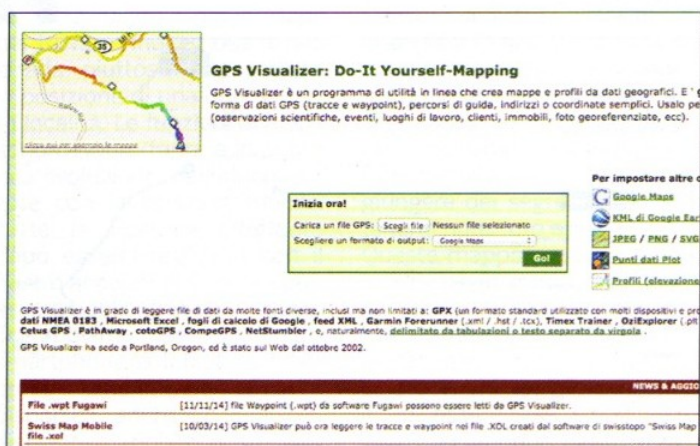 35
clicca qui per esempio le mappe
GPS Visualizer: Do-It Yourself-Mapping
GPS Visualizer è un programma di utilità in linea che crea mappe e profili da dati geografici. E'
forma di dati GPS (tracce e waypoint), percorsi di guida, indirizzi o coordinate semplici. Usalo
(osservazioni scientifiche, eventi, luoghi di lavoro, clienti, immobili, foto georeferenziate, ecc).
Per impostare altre
Inizia ora!
Carica un file GPS: Scegli file Nessun file selezionato
Scegliere un formato di output: Google Maps
Go!
Google Maps
KML di Google
JPEG / PNG / SVG
Punti dati Plot
Profili (elevazione
GPS Visualizer è in grado di leggere file di dati da molte fonti diverse, inclusi ma non limitati a: GPX (un formato standard utilizzato con molti dispositivi e
dati NMEA 0183 , Microsoft Excel , fogli di calcolo di Google , feed XML , Garmin Forerunner (.xml / .hst / .tcx), Timex Trainer , OziExplorer (.plt
Cetus GPS , PathAway , cotoGPS , CompeGPS , NetStumbler , e, naturalmente, delimitato da tabulazioni o testo separato da virgola .
GPS Visualizer ha sede a Portland, Oregon, ed è stato sul Web dal ottobre 2002.
NEWS & AGGIO
File .wpt Fugawi [11/11/14] file Waypoint (.wpt) da software Fugawi possono essere letti da GPS Visualizer.
Swiss Map Mobile [10/03/14] GPS Visualizer può ora leggere le tracce e waypoint nei file .XOL creati dal software di swisstopo "Swiss Map
file .xol